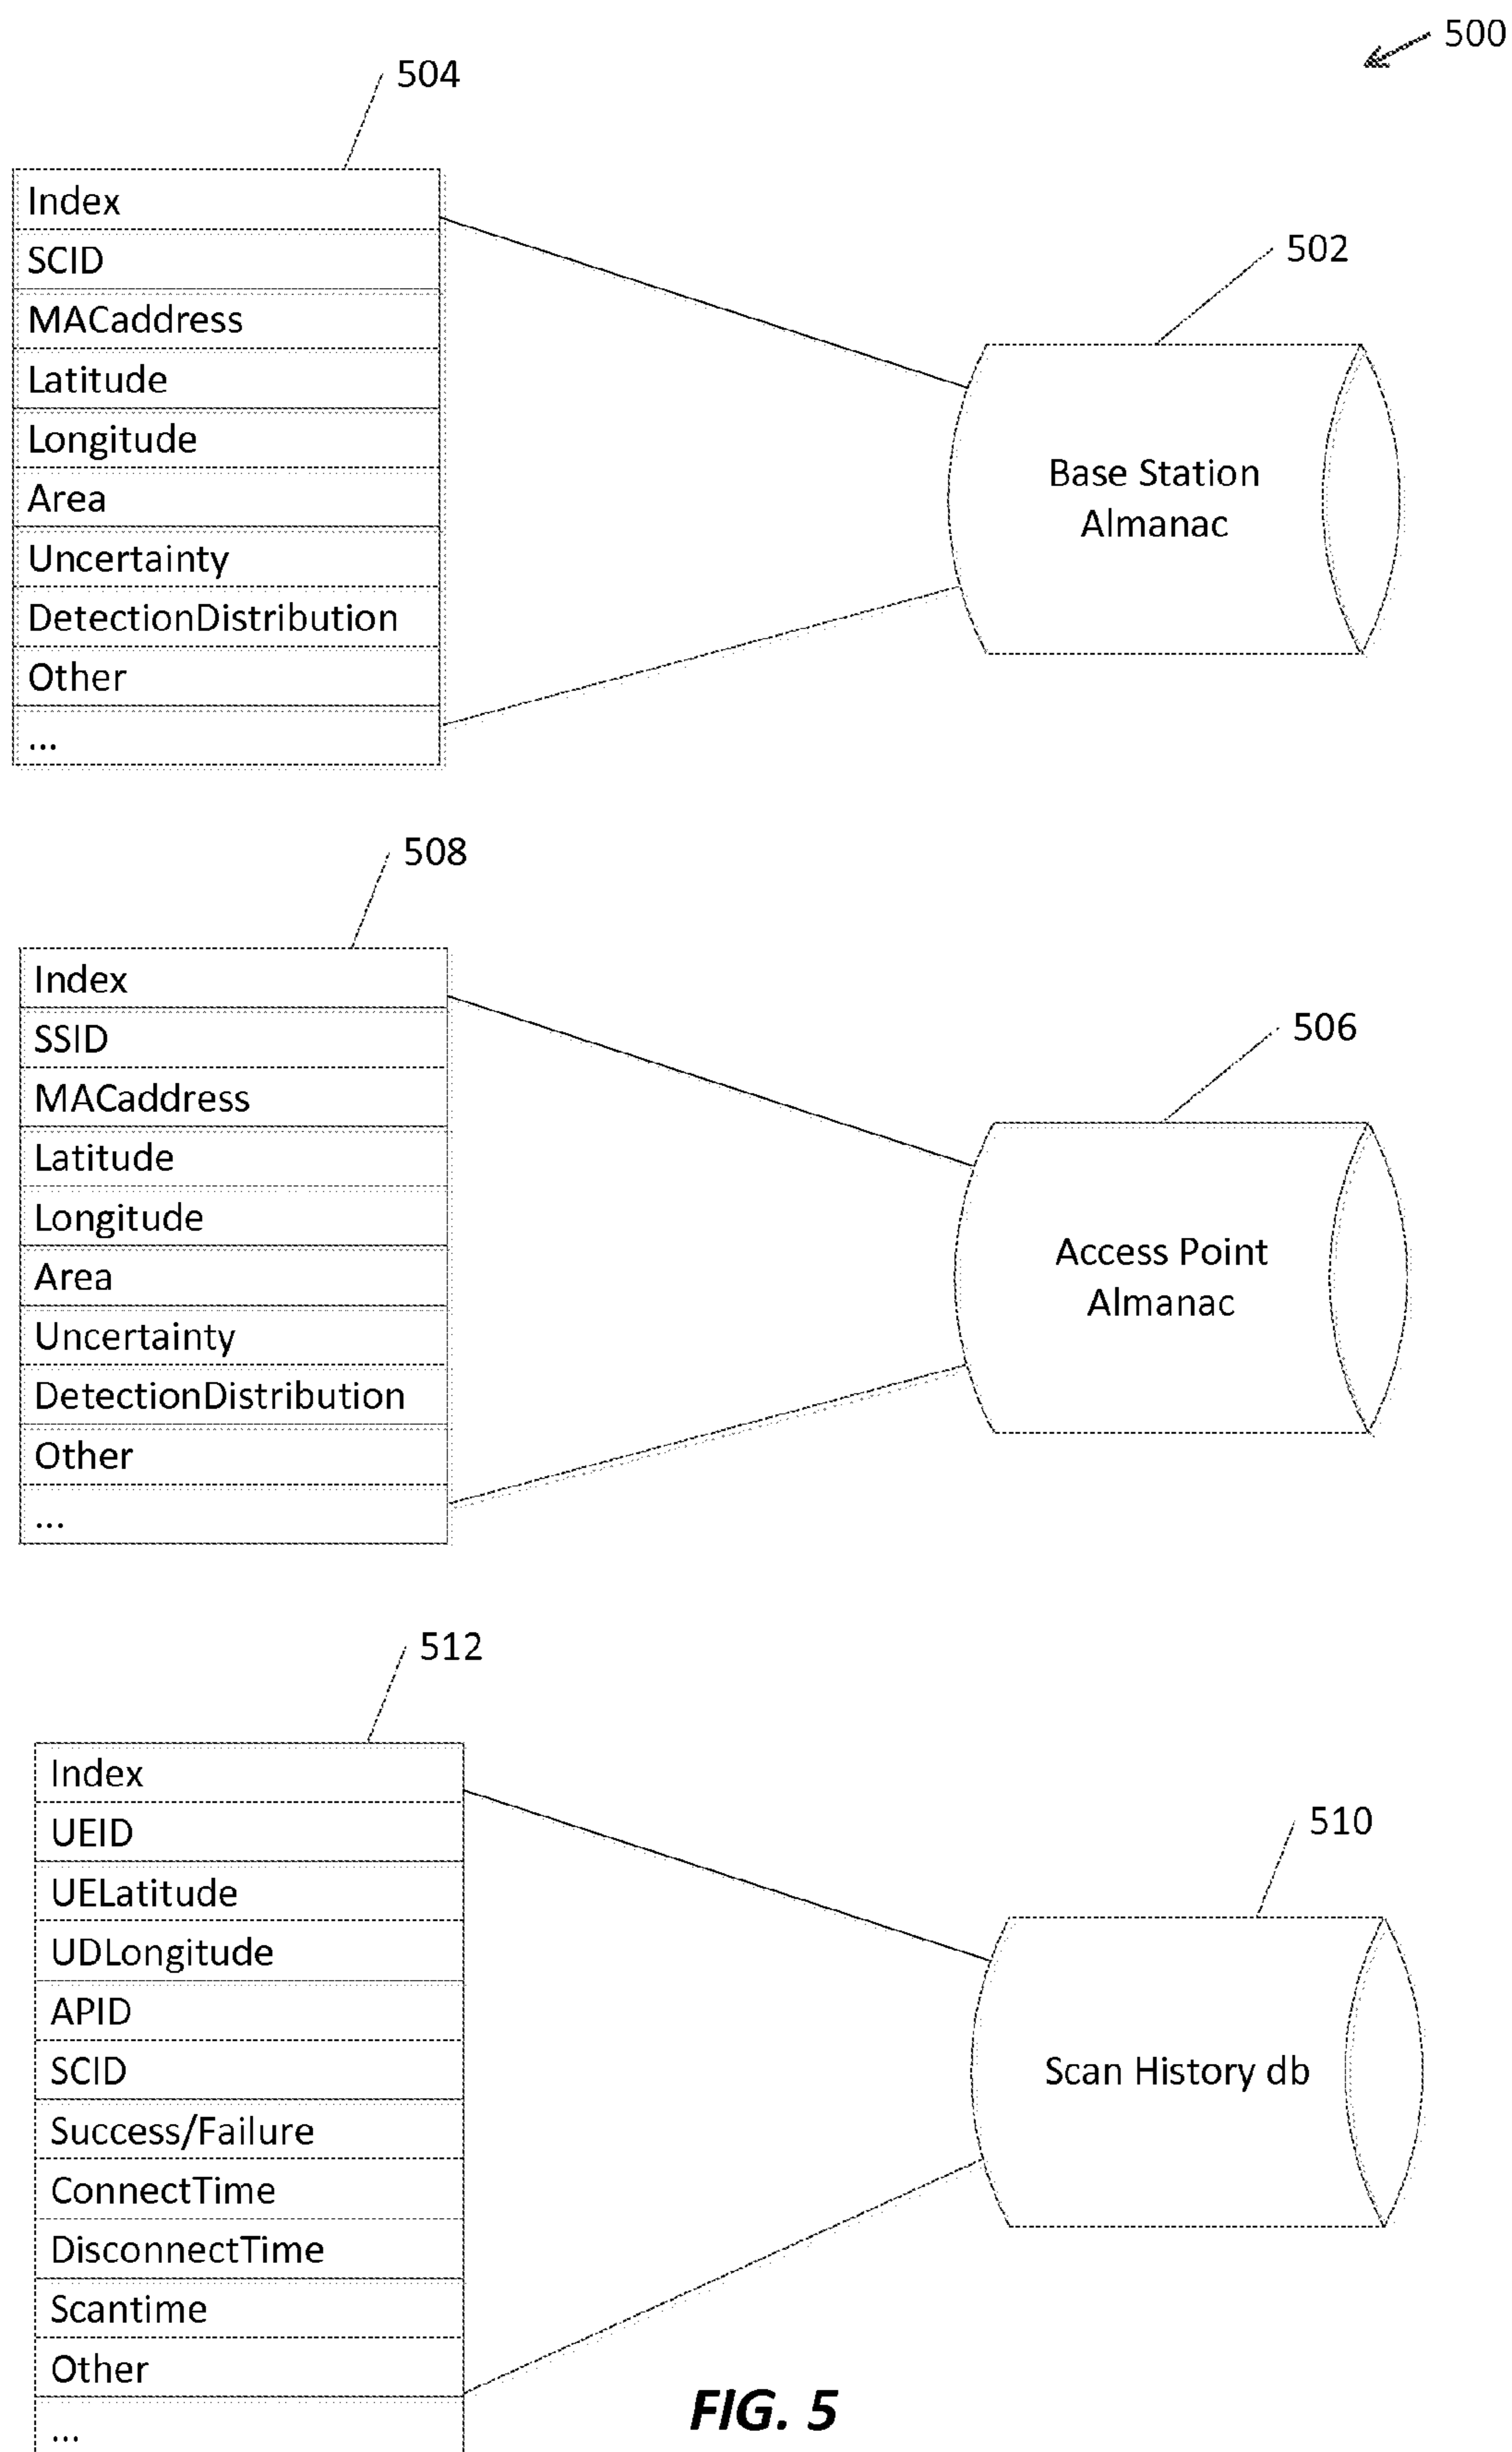 500
504
Index
SCID
MACaddress
Latitude
Longitude
Area
Uncertainty
DetectionDistribution
Other
...
502
Base Station
Almanac
508
Index
SSID
MACaddress
Latitude
Longitude
Area
Uncertainty
DetectionDistribution
Other
...
506
Access Point
Almanac
512
Index
UEID
UELatitude
UDLongitude
APID
SCID
Success/Failure
ConnectTime
DisconnectTime
Scantime
Other
...
510
Scan History db
FIG. 5